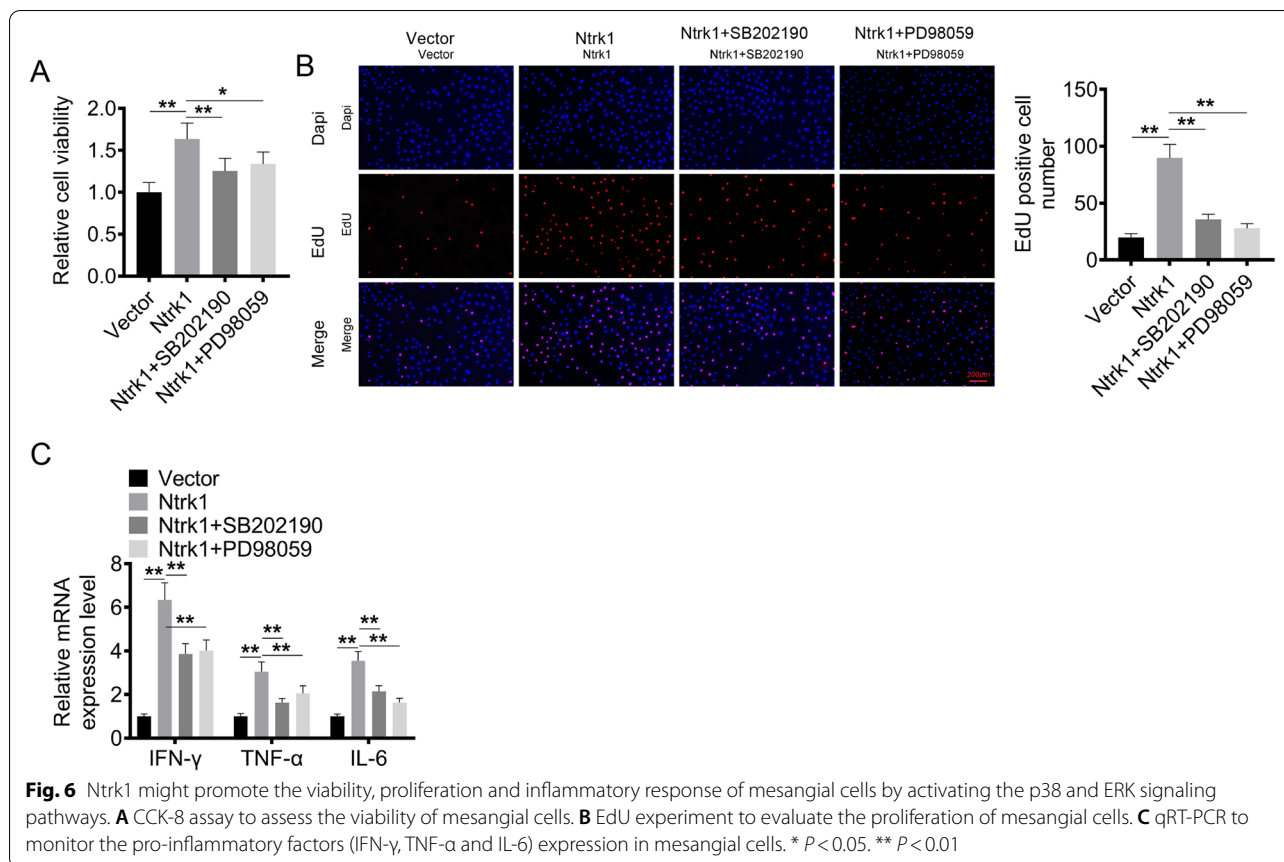 A
Relative cell viability
2.0
1.5
1.0
0.5
0.0
** ** *
Vector
Ntrk1
Ntrk1+SB202190
Ntrk1+PD98059
B
Vector Ntrk1 Ntrk1+SB202190 Ntrk1+PD98059
Vector Ntrk1 Ntrk1+SB202190 Ntrk1+PD98059
Dapi Dapi
EdU EdU
Merge Merge
200um
EdU positive cell
number
150
100
50
0
** ** **
Vector
Ntrk1
Ntrk1+SB202190
Ntrk1+PD98059
C
Vector
Ntrk1
Ntrk1+SB202190
Ntrk1+PD98059
Relative mRNA
expression level
8
6
4
2
0
** ** **
** ** **
** ** **
IFN-γ TNF-α IL-6
Fig. 6 Ntrk1 might promote the viability, proliferation and inflammatory response of mesangial cells by activating the p38 and ERK signaling
pathways. A CCK-8 assay to assess the viability of mesangial cells. B EdU experiment to evaluate the proliferation of mesangial cells. C qRT-PCR to
monitor the pro-inflammatory factors (IFN-γ, TNF-α and IL-6) expression in mesangial cells. * P < 0.05. ** P < 0.01